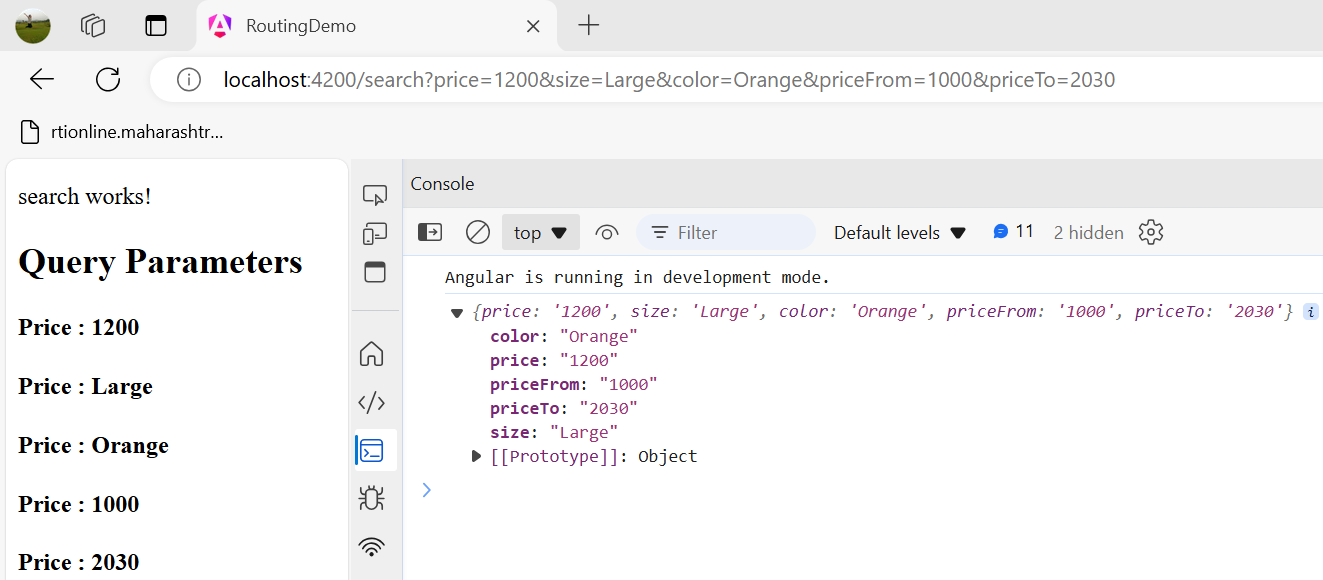 RoutingDemo
localhost:4200/search?price=1200&size=Large&color=Orange&priceFrom=1000&priceTo=2030
rtionline.maharashtr...
search works!
Query Parameters
Price : 1200
Price : Large
Price : Orange
Price : 1000
Price : 2030
Console
top Filter Default levels 11 2 hidden
Angular is running in development mode.
{price: '1200', size: 'Large', color: 'Orange', priceFrom: '1000', priceTo: '2030'} i
color: "Orange"
price: "1200"
priceFrom: "1000"
priceTo: "2030"
size: "Large"
[[Prototype]]: Object